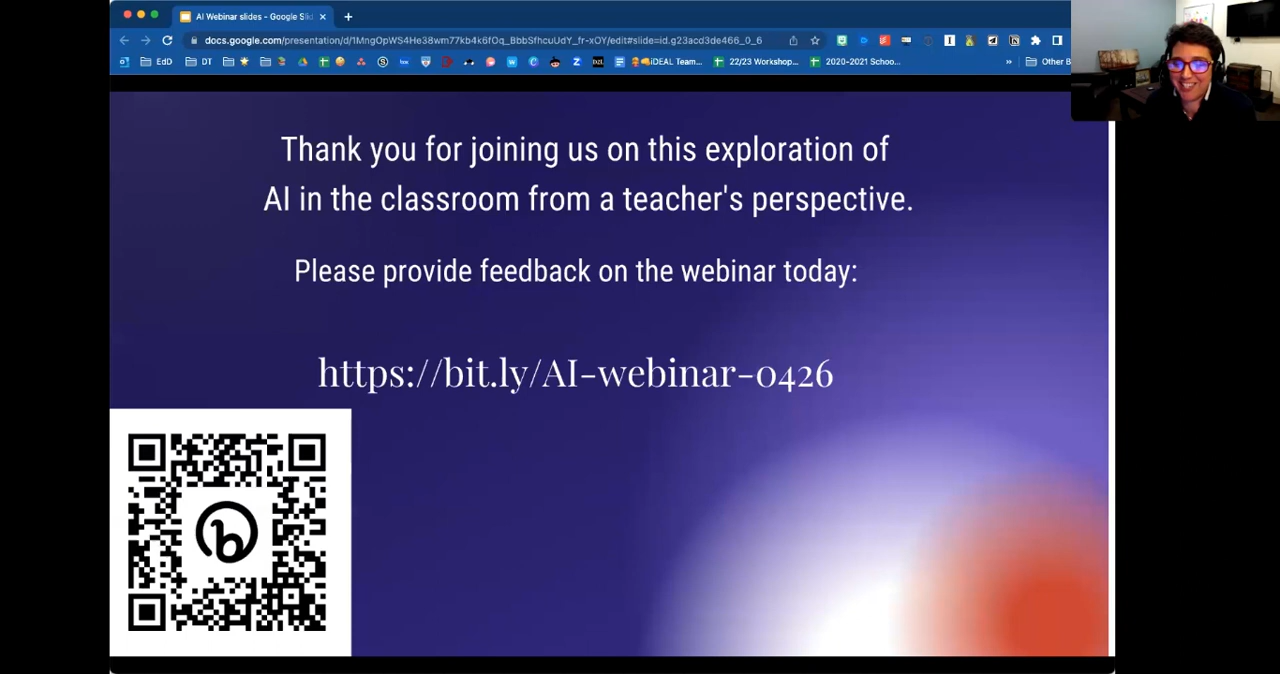 AI Webinar slides - Google Slid
docs.google.com/presentation/d/1MngOpWS4He38wm77kb4k6fOq_BbbSfhcuUdY_fr-xOY/edit#slide=id.g23acd3de466_0_6
EdD DT iDEAL Team... 22/23 Workshop... 2020-2021 Schoo... » Other B
Thank you for joining us on this exploration of
AI in the classroom from a teacher's perspective.
Please provide feedback on the webinar today:
https://bit.ly/AI-webinar-0426
b